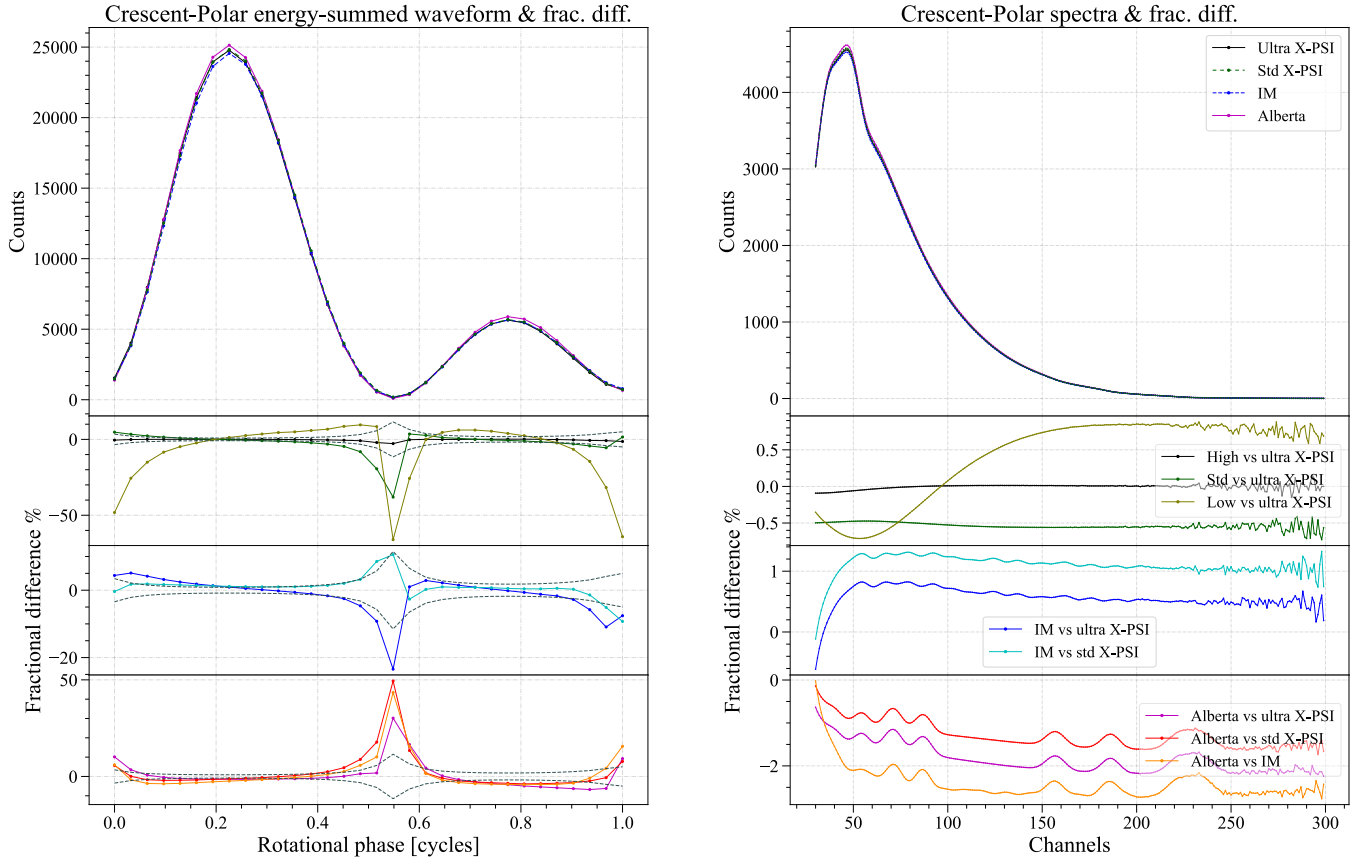 Crescent-Polar energy-summed waveform & frac. diff.
25000
20000
15000
10000
5000
0
Counts
0
−50
0
−20
50
0
Fractional difference %
0.0 0.2 0.4 0.6 0.8 1.0
Rotational phase [cycles]
Crescent-Polar spectra & frac. diff.
Ultra X-PSI
Std X-PSI
IM
Alberta
4000
3000
2000
1000
0
Counts
0.5
0.0
−0.5
High vs ultra X-PSI
Std vs ultra X-PSI
Low vs ultra X-PSI
1
0
IM vs ultra X-PSI
IM vs std X-PSI
0
−2
Alberta vs ultra X-PSI
Alberta vs std X-PSI
Alberta vs IM
Fractional difference %
50 100 150 200 250 300
Channels